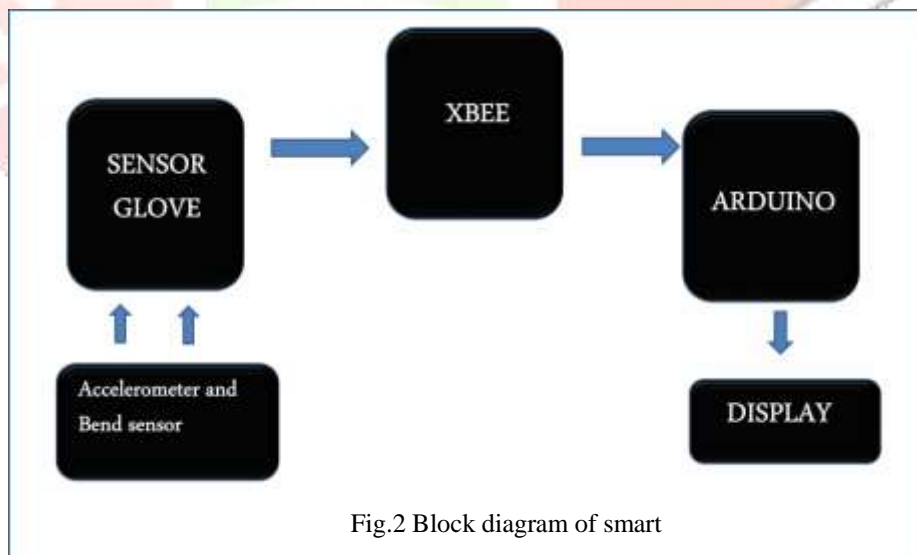 XBEE
SENSOR
GLOVE
ARDUINO
Accelerometer and
Bend sensor
DISPLAY
Fig.2 Block diagram of smart